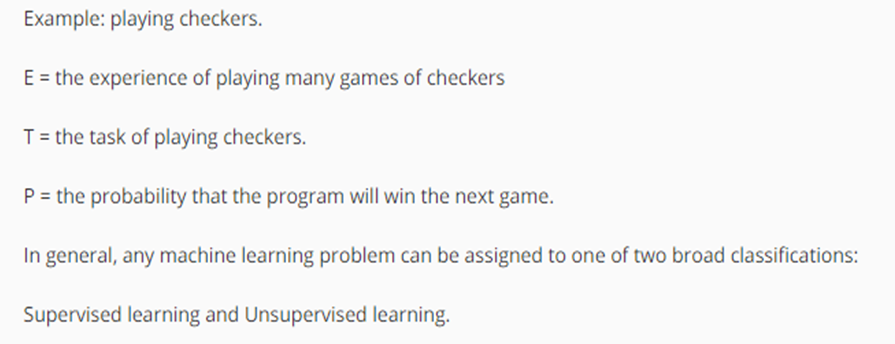 Example: playing checkers.
E = the experience of playing many games of checkers
T = the task of playing checkers.
P = the probability that the program will win the next game.
In general, any machine learning problem can be assigned to one of two broad classifications:
Supervised learning and Unsupervised learning.